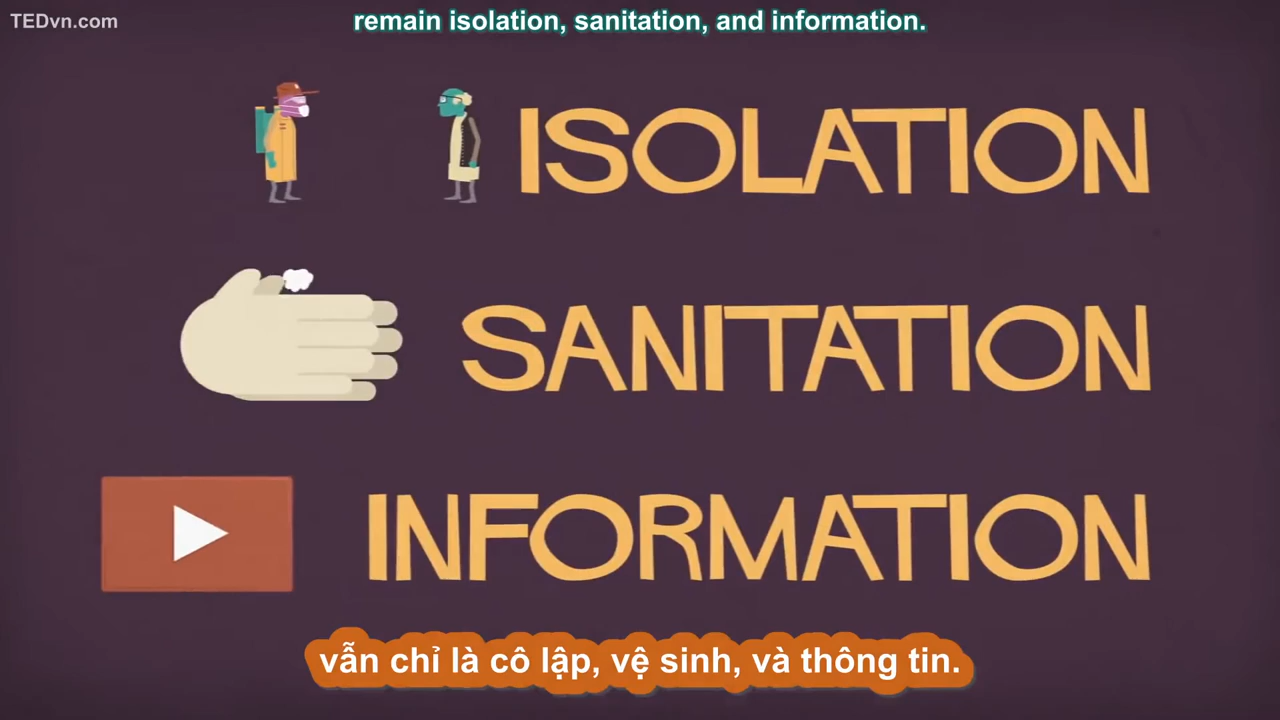 TEDvn.com
remain isolation, sanitation, and information.
ISOLATION
SANITATION
INFORMATION
vẫn chỉ là cô lập, vệ sinh, và thông tin.